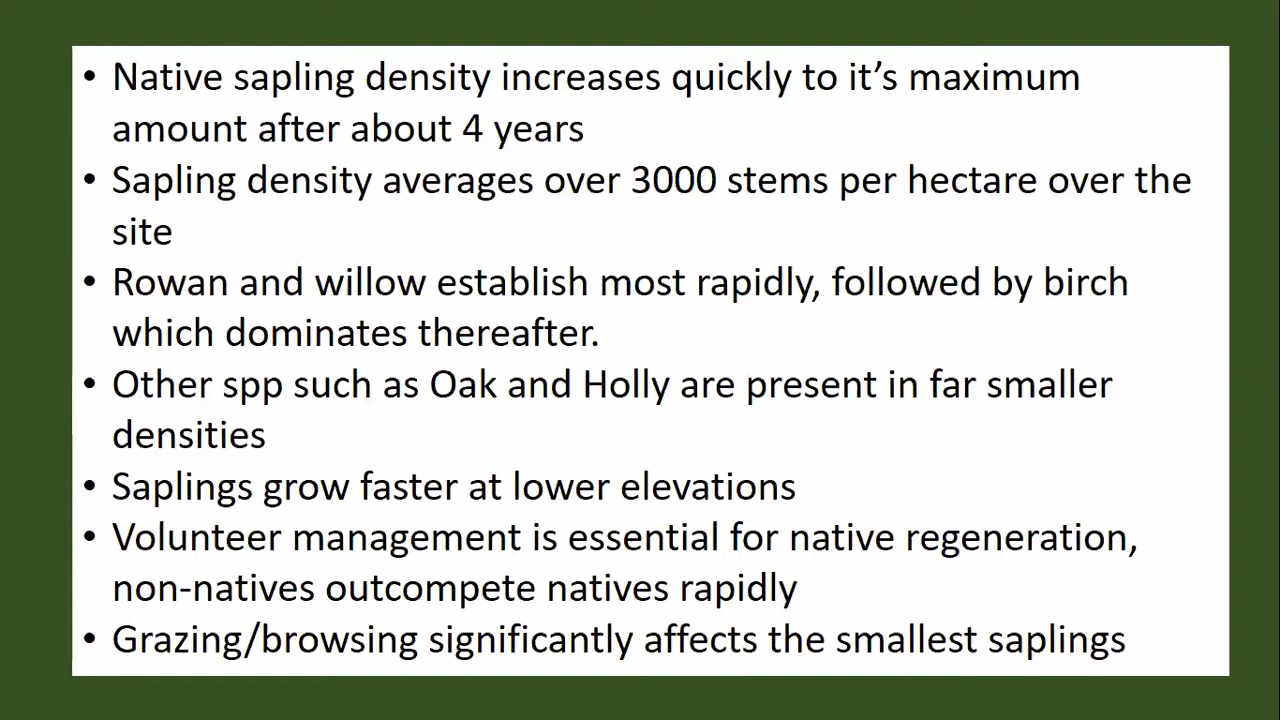 • Native sapling density increases quickly to it’s maximum
amount after about 4 years
• Sapling density averages over 3000 stems per hectare over the
site
• Rowan and willow establish most rapidly, followed by birch
which dominates thereafter.
• Other spp such as Oak and Holly are present in far smaller
densities
• Saplings grow faster at lower elevations
• Volunteer management is essential for native regeneration,
non-natives outcompete natives rapidly
• Grazing/browsing significantly affects the smallest saplings